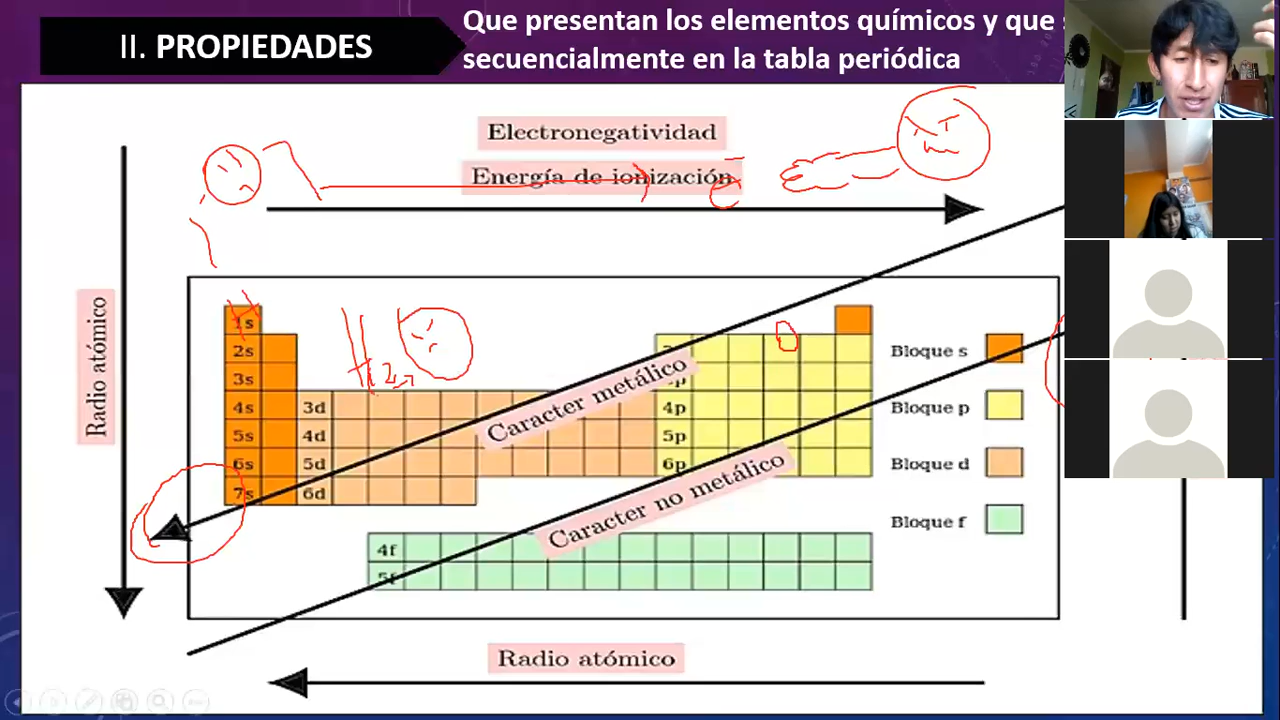 II. PROPIEDADES
Que presentan los elementos químicos y que
secuencialmente en la tabla periódica
Electronegatividad
Energía de ionización
e
Radio atómico
H
1s
2s
3s
4s
5s
6s
7s
H2
O
3d
4d
5d
6d
4p
5p
6p
4f
5f
Caracter metálico
Caracter no metálico
Bloque s
Bloque p
Bloque d
Bloque f
Radio atómico